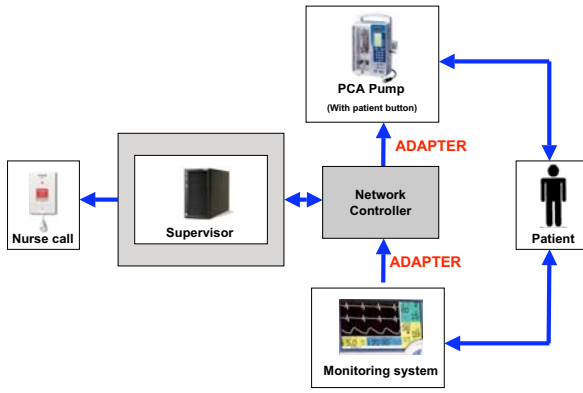 PCA Pump
(With patient button)
ADAPTER
Nurse call
Supervisor
Network
Controller
Patient
ADAPTER
Monitoring system